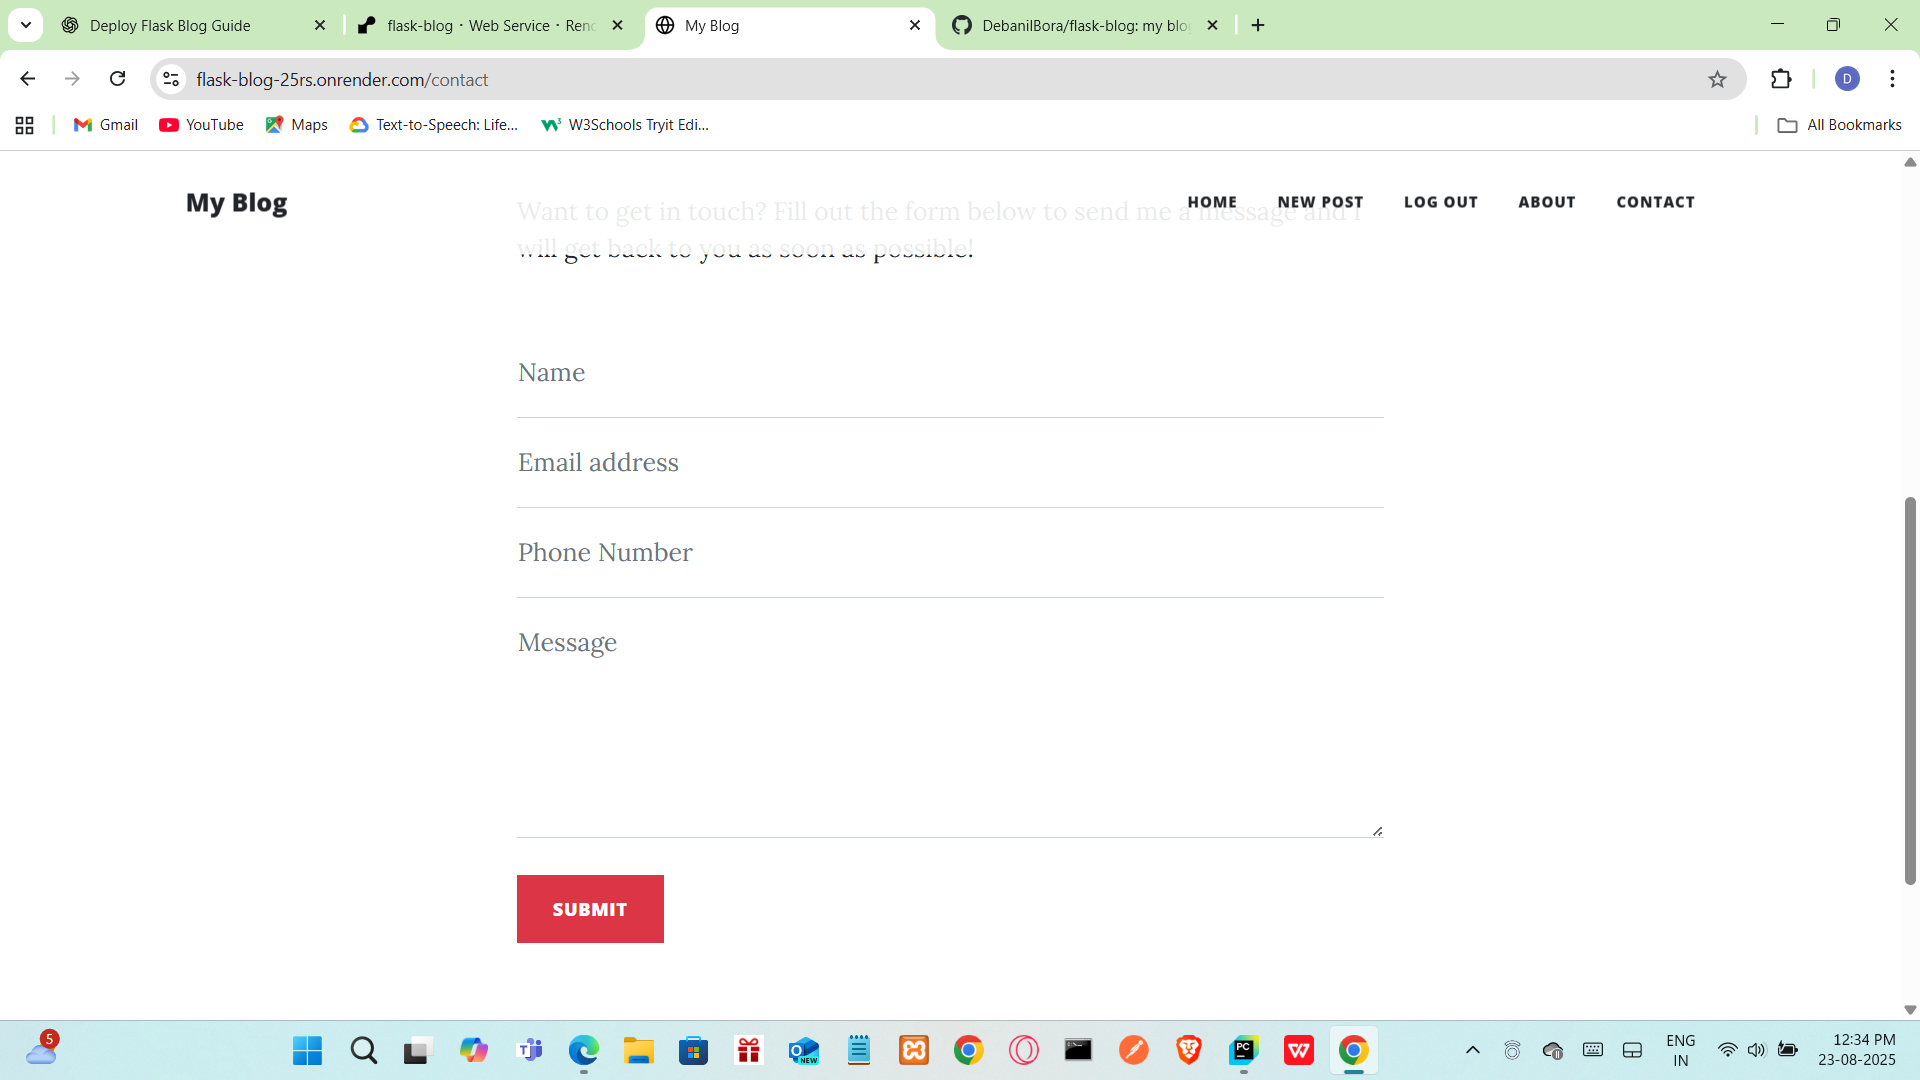 Deploy Flask Blog Guide
flask-blog · Web Service · Ren
My Blog
DebanilBora/flask-blog: my blo
flask-blog-25rs.onrender.com/contact
D
Gmail
YouTube
Maps
Text-to-Speech: Life...
W3Schools Tryit Edi...
All Bookmarks
My Blog
HOME
NEW POST
LOG OUT
ABOUT
CONTACT
Want to get in touch? Fill out the form below to send me a message and I
will get back to you as soon as possible!
Name
Email address
Phone Number
Message
SUBMIT
5
NEW
PC
ENG
IN
12:34 PM
23-08-2025